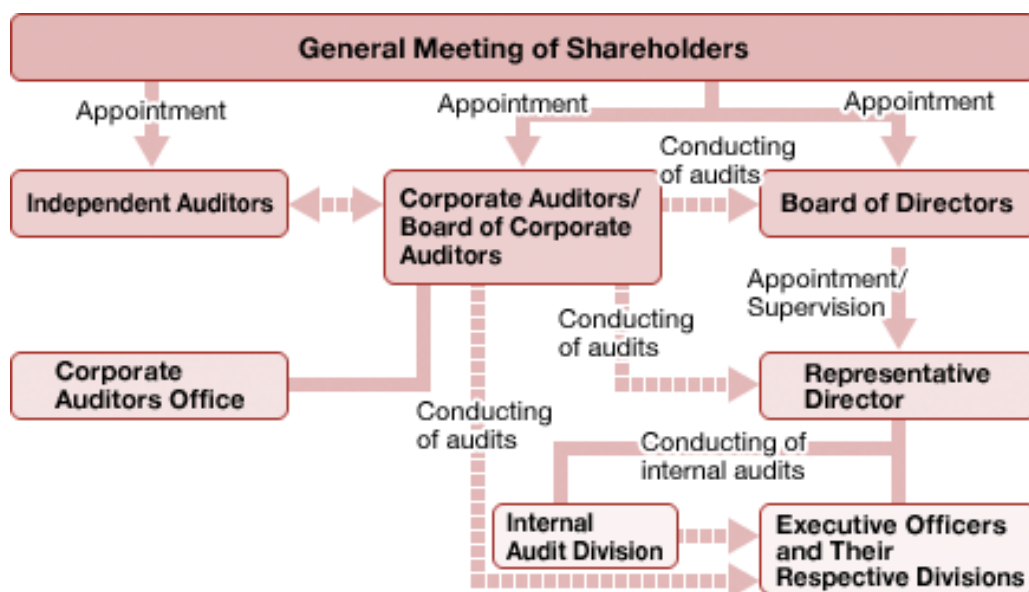 General Meeting of Shareholders
Appointment
Appointment
Appointment
Conducting
of audits
Independent Auditors
Corporate Auditors/
Board of Corporate
Auditors
Board of Directors
Appointment/
Supervision
Conducting
of audits
Corporate
Auditors Office
Representative
Director
Conducting
of audits
Conducting of
internal audits
Internal
Audit Division
Executive Officers
and Their
Respective Divisions